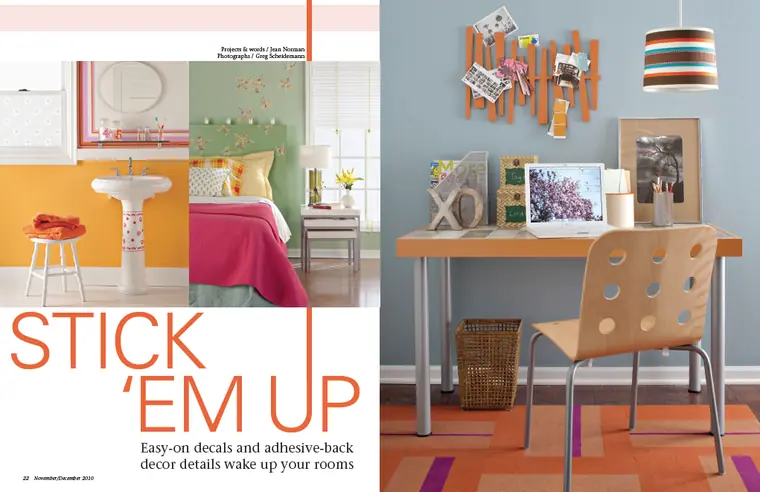 Projects & words / Jean Norman
Photographs / Greg Scheidemann
STICK
‘EM UP
Easy-on decals and adhesive-back
decor details wake up your rooms
22 November/December 2010
XO